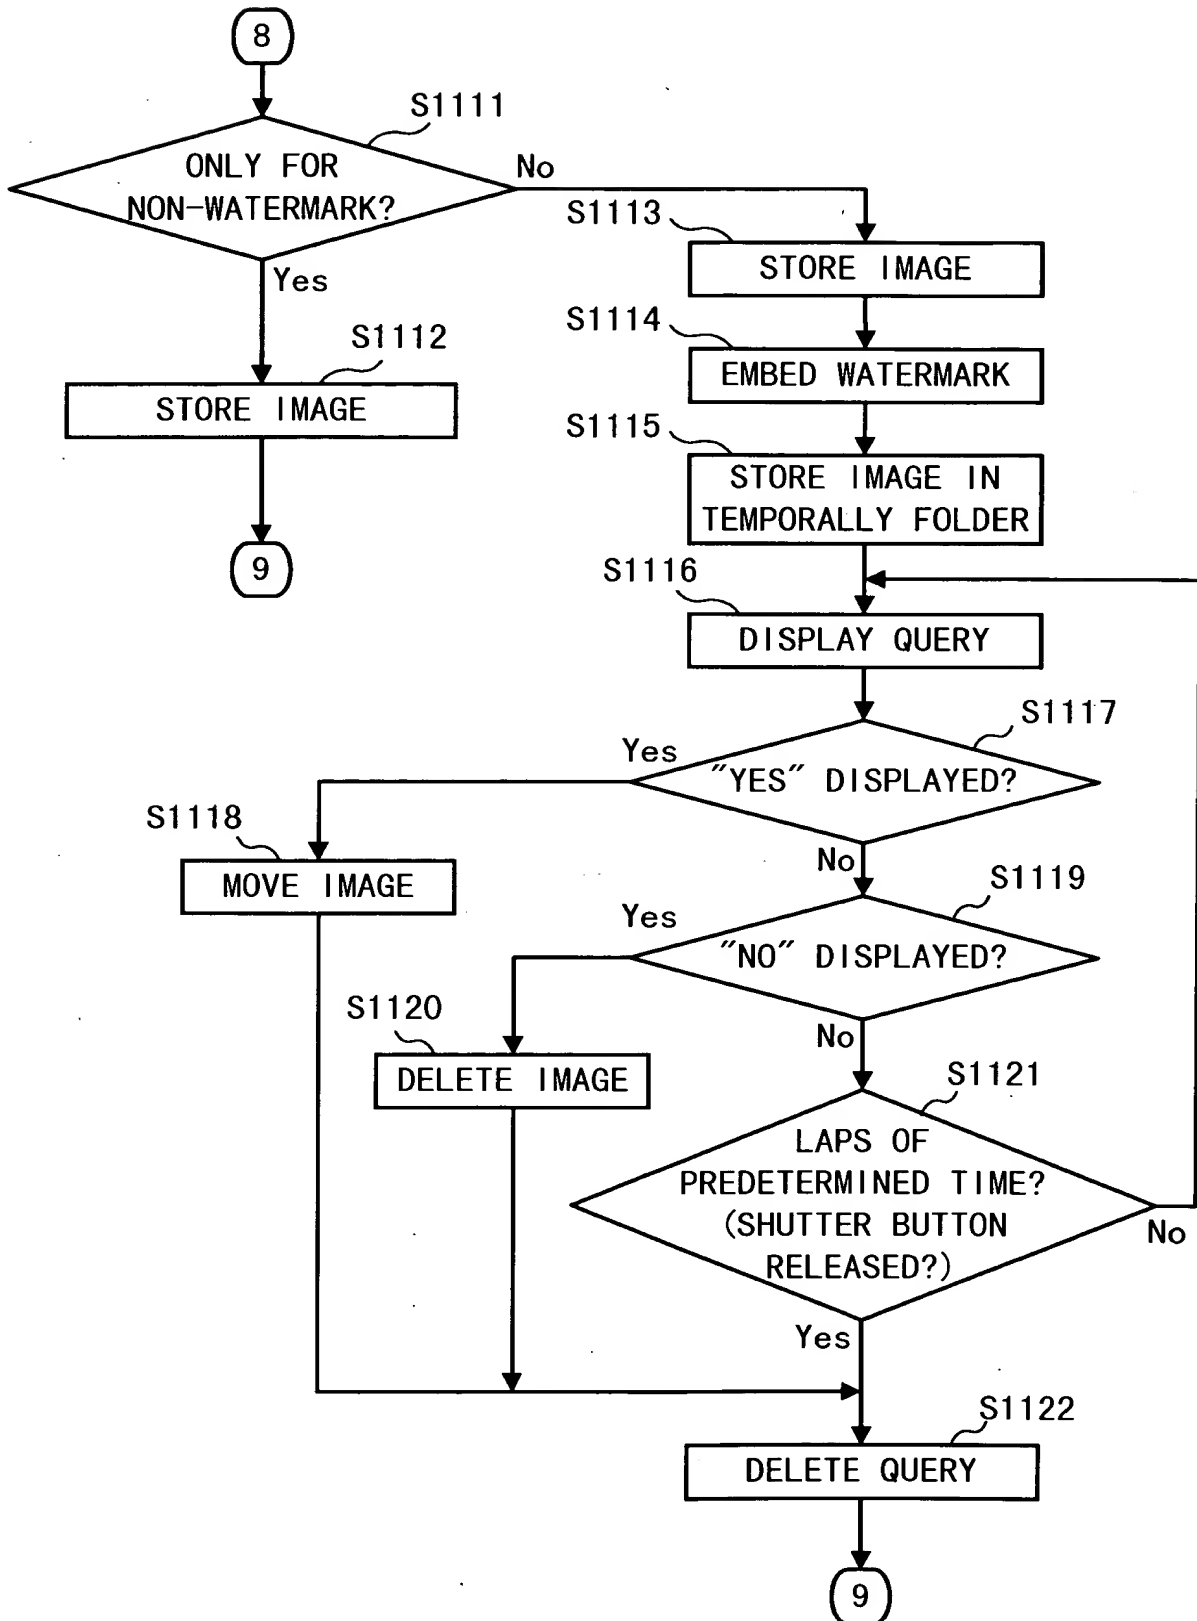 8
S1111
ONLY FOR
NON-WATERMARK?
No
Yes
S1112
STORE IMAGE
9
S1113
STORE IMAGE
S1114
EMBED WATERMARK
S1115
STORE IMAGE IN
TEMPORALLY FOLDER
S1116
DISPLAY QUERY
S1117
Yes
"YES" DISPLAYED?
No
S1118
MOVE IMAGE
S1119
Yes
"NO" DISPLAYED?
No
S1120
DELETE IMAGE
S1121
LAPS OF
PREDETERMINED TIME?
(SHUTTER BUTTON
RELEASED?)
No
Yes
S1122
DELETE QUERY
9